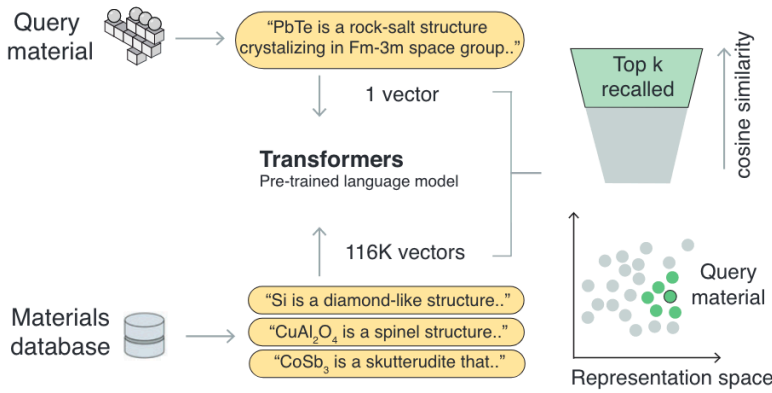 Query
material
“PbTe is a rock-salt structure
crystalizing in Fm-3m space group..”
1 vector
Transformers
Pre-trained language model
116K vectors
Materials
database
“Si is a diamond-like structure..”
“CuAl₂O₄ is a spinel structure..”
“CoSb₃ is a skutterudite that..”
Top k
recalled
cosine similarity
Query
material
Representation space